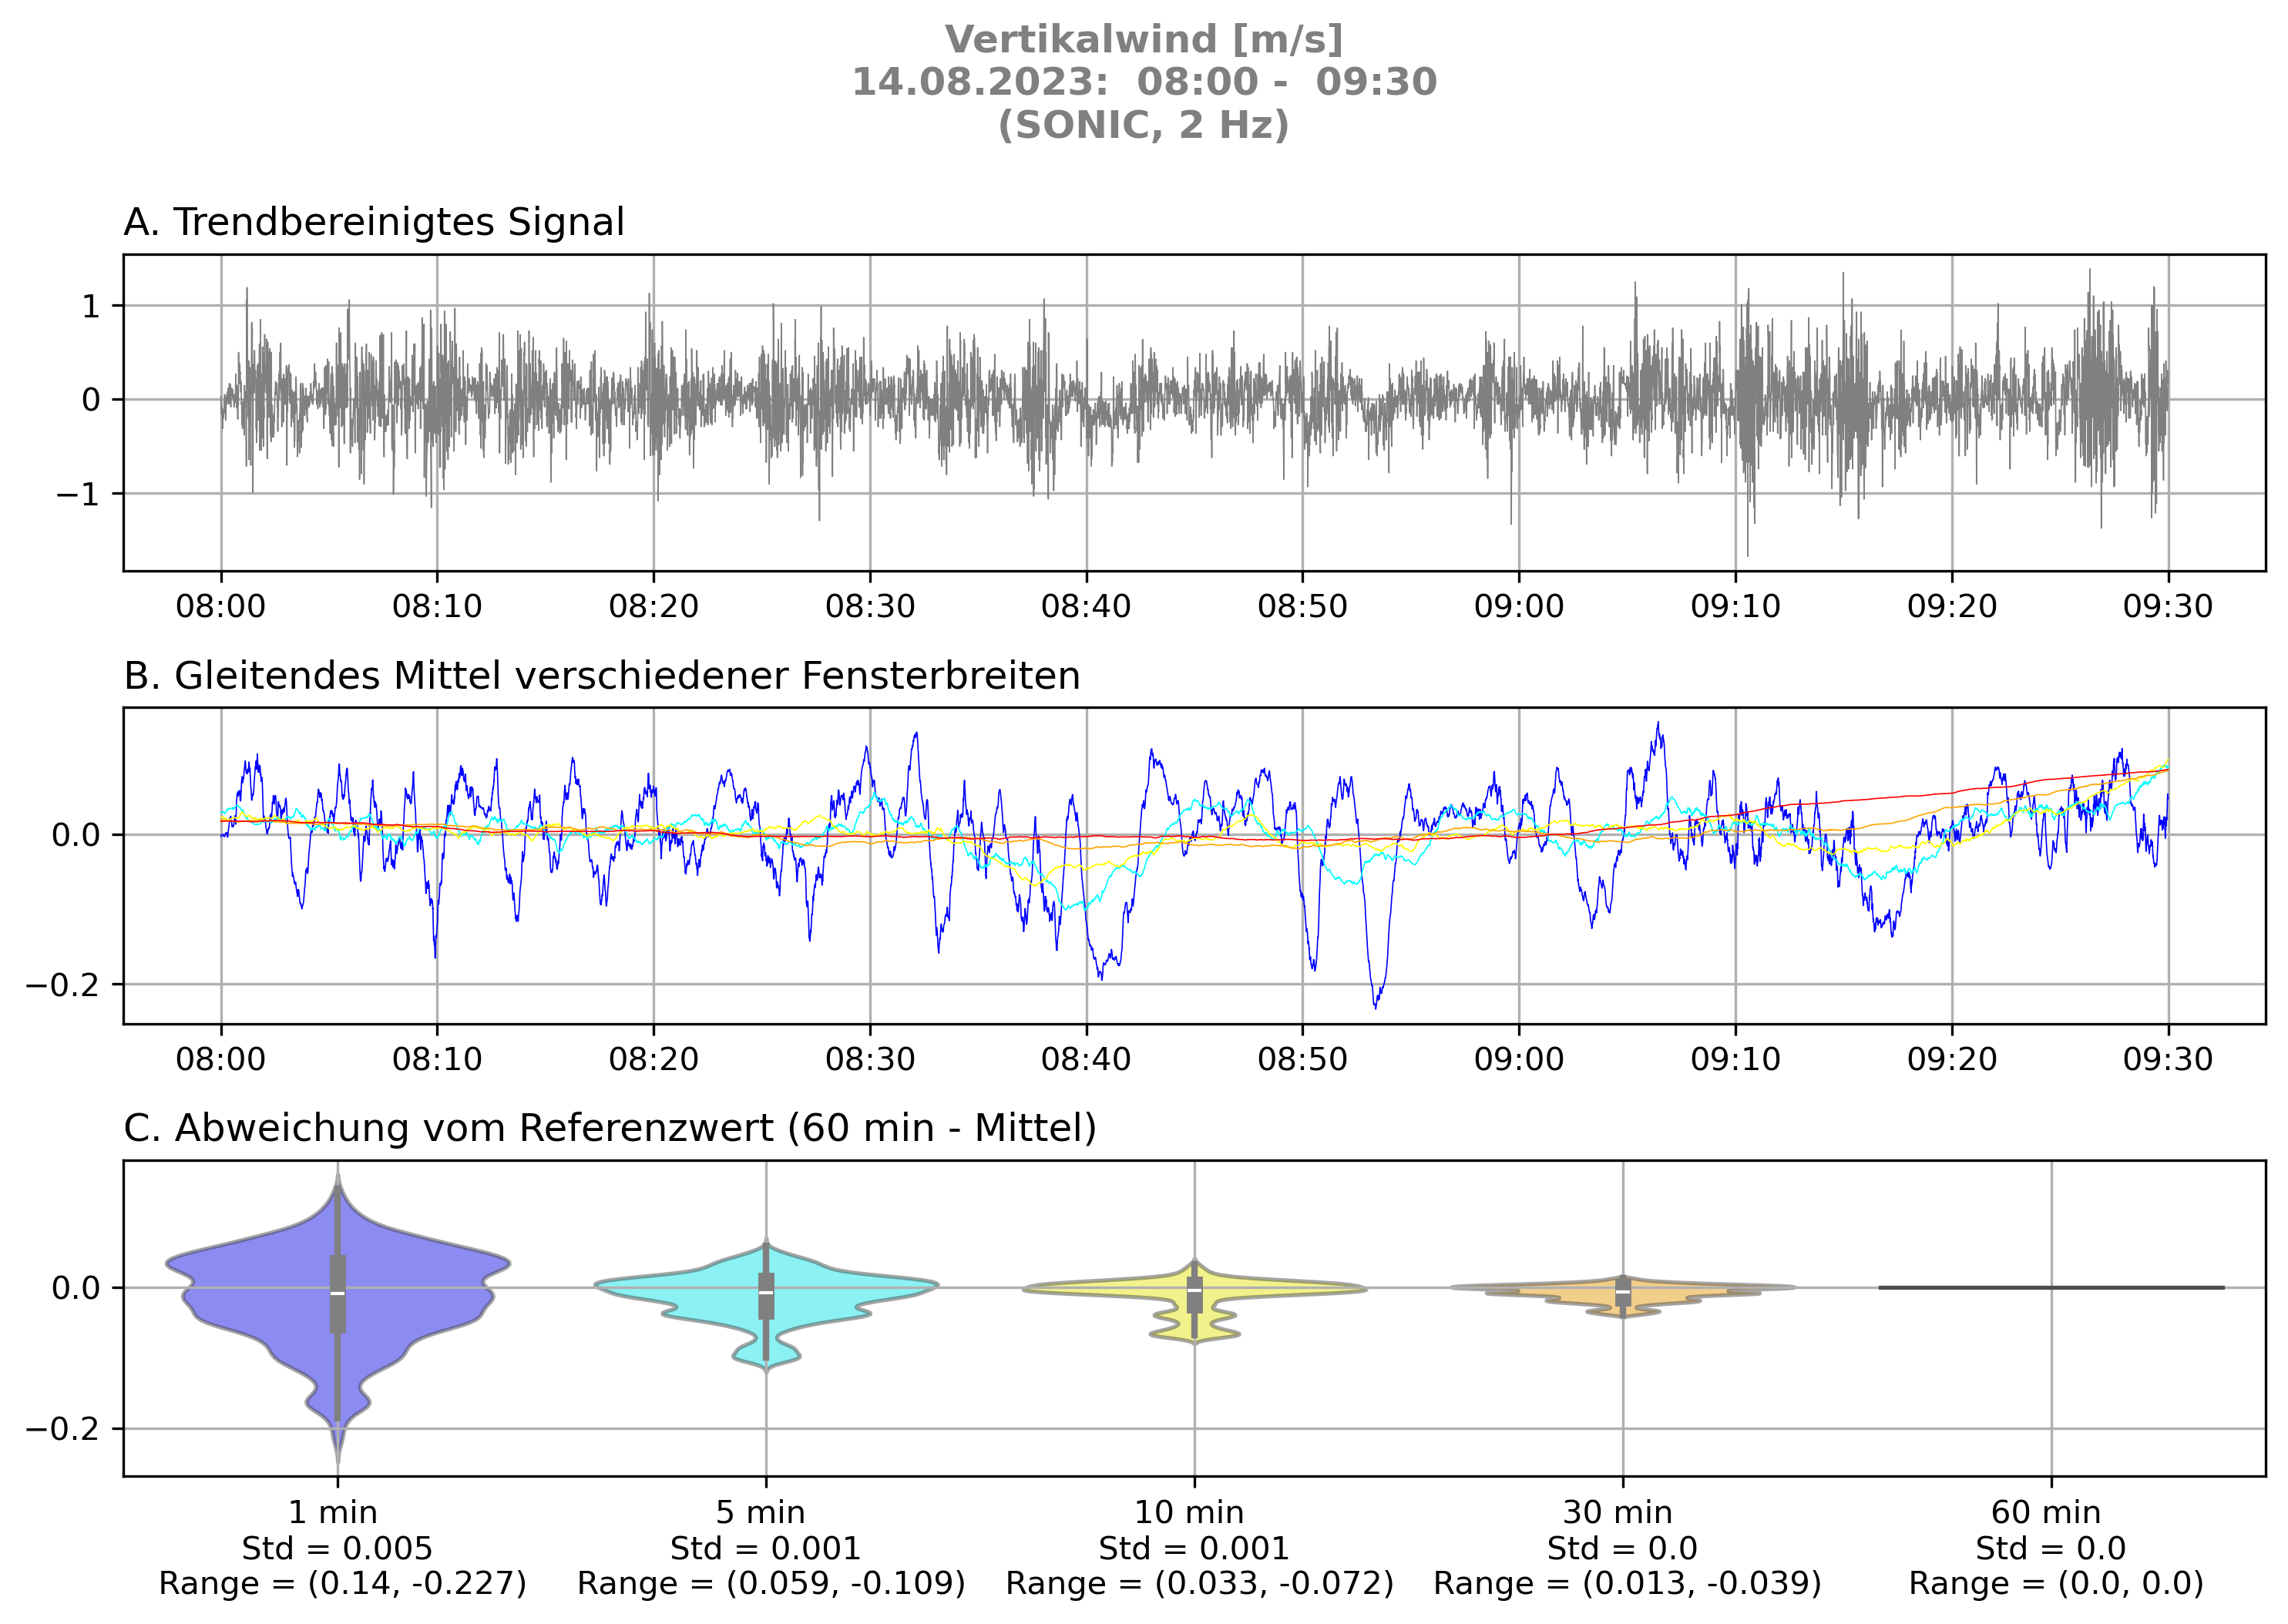 Vertikalwind [m/s]
14.08.2023:  08:00 -  09:30
(SONIC, 2 Hz)
A. Trendbereinigtes Signal
1
0
−1
08:00 08:10 08:20 08:30 08:40 08:50 09:00 09:10 09:20 09:30
B. Gleitendes Mittel verschiedener Fensterbreiten
0.0
−0.2
08:00 08:10 08:20 08:30 08:40 08:50 09:00 09:10 09:20 09:30
C. Abweichung vom Referenzwert (60 min - Mittel)
0.0
−0.2
1 min 5 min 10 min 30 min 60 min
Std = 0.005 Std = 0.001 Std = 0.001 Std = 0.0 Std = 0.0
Range = (0.14, -0.227) Range = (0.059, -0.109) Range = (0.033, -0.072) Range = (0.013, -0.039) Range = (0.0, 0.0)